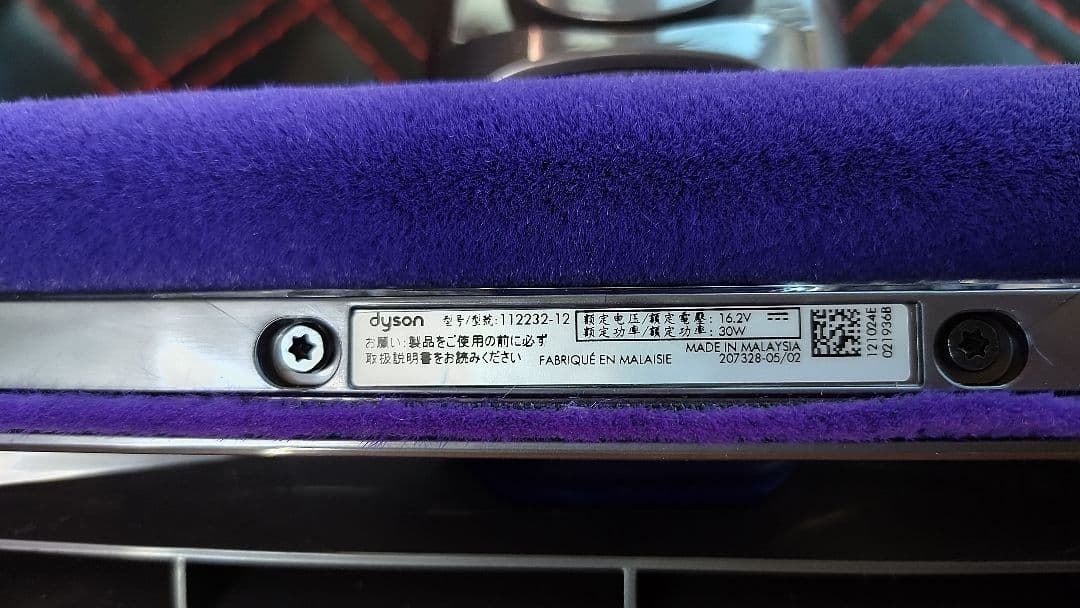 dyson 型号/型號:112232-12
お願い:製品をご使用の前に必ず
取扱説明書をお読みください
FABRIQUÉ EN MALAISIE
额定电压/額定電壓: 16.2V ⎓
额定功率/額定功率: 30W
MADE IN MALAYSIA
207328-05/02
121024E
021936B